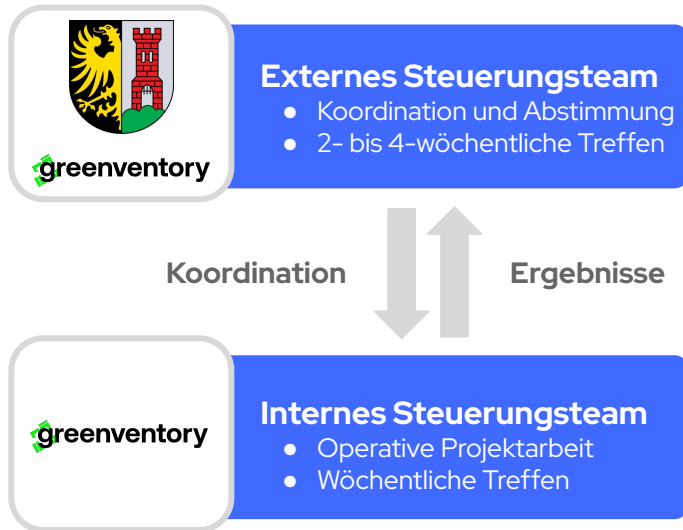 Externes Steuerungsteam
● Koordination und Abstimmung
● 2- bis 4-wöchentliche Treffen
greenventory
Koordination
Ergebnisse
Internes Steuerungsteam
● Operative Projektarbeit
● Wöchentliche Treffen
greenventory